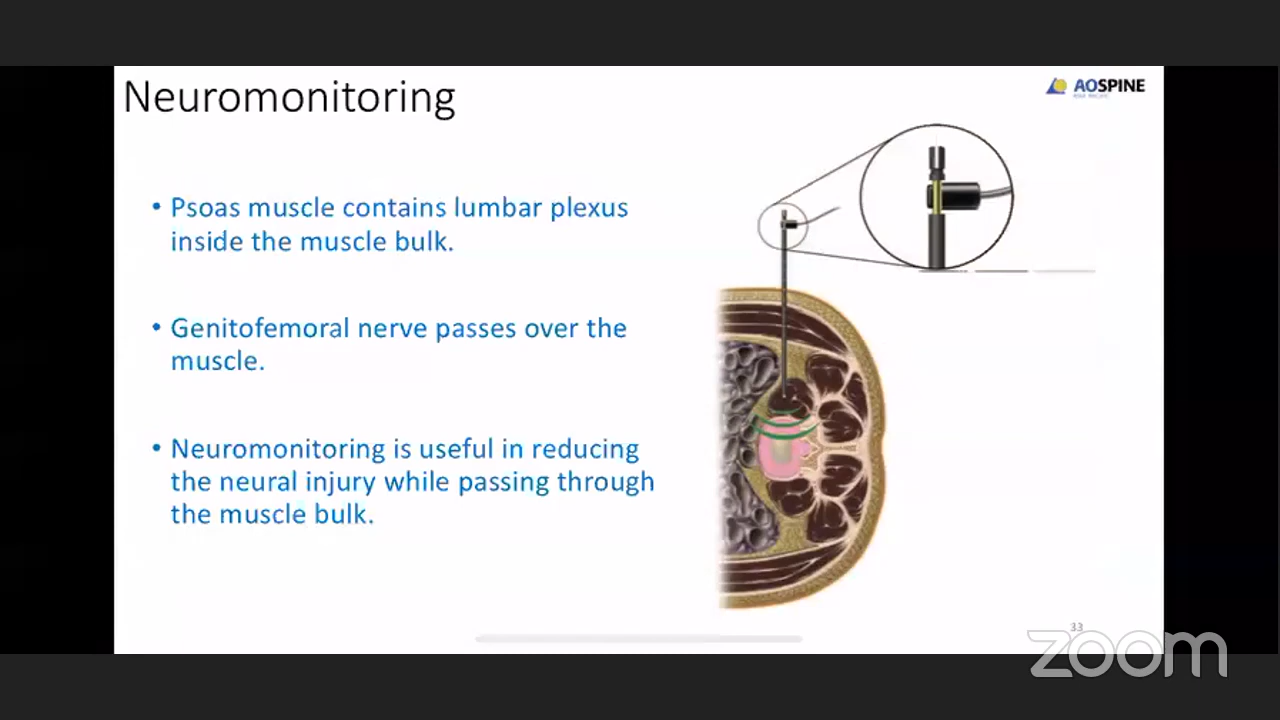 Neuromonitoring
AOSPINE
• Psoas muscle contains lumbar plexus
inside the muscle bulk.
• Genitofemoral nerve passes over the
muscle.
• Neuromonitoring is useful in reducing
the neural injury while passing through
the muscle bulk.
33
zoom